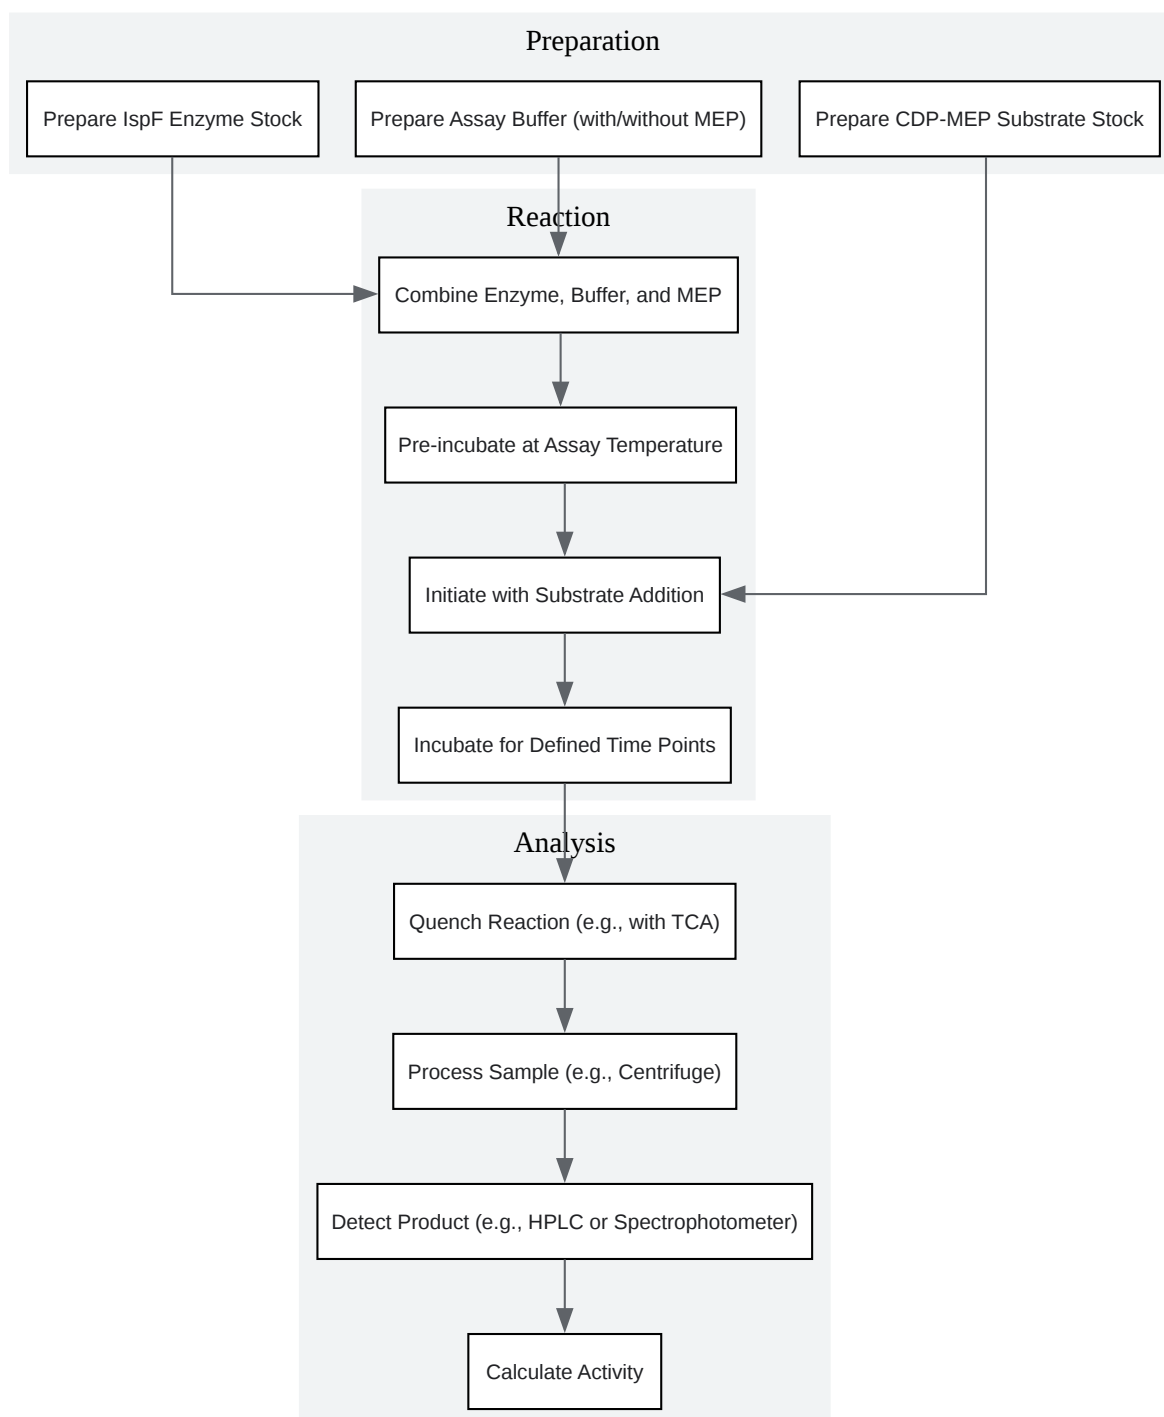 Preparation
Prepare IspF Enzyme Stock
Prepare Assay Buffer (with/without MEP)
Prepare CDP-MEP Substrate Stock
Reaction
Combine Enzyme, Buffer, and MEP
Pre-incubate at Assay Temperature
Initiate with Substrate Addition
Incubate for Defined Time Points
Analysis
Quench Reaction (e.g., with TCA)
Process Sample (e.g., Centrifuge)
Detect Product (e.g., HPLC or Spectrophotometer)
Calculate Activity